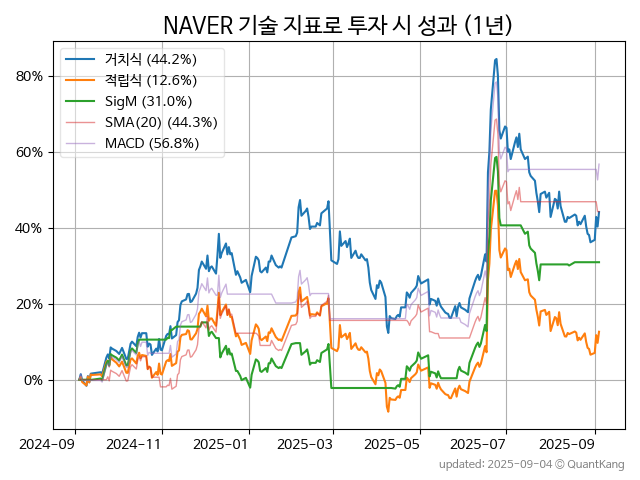 NAVER 기술 지표로 투자 시 성과 (1년)
거치식 (44.2%)
적립식 (12.6%)
SigM (31.0%)
SMA(20) (44.3%)
MACD (56.8%)
80%
60%
40%
20%
0%
2024-09 2024-11 2025-01 2025-03 2025-05 2025-07 2025-09
updated: 2025-09-04 © QuantKang